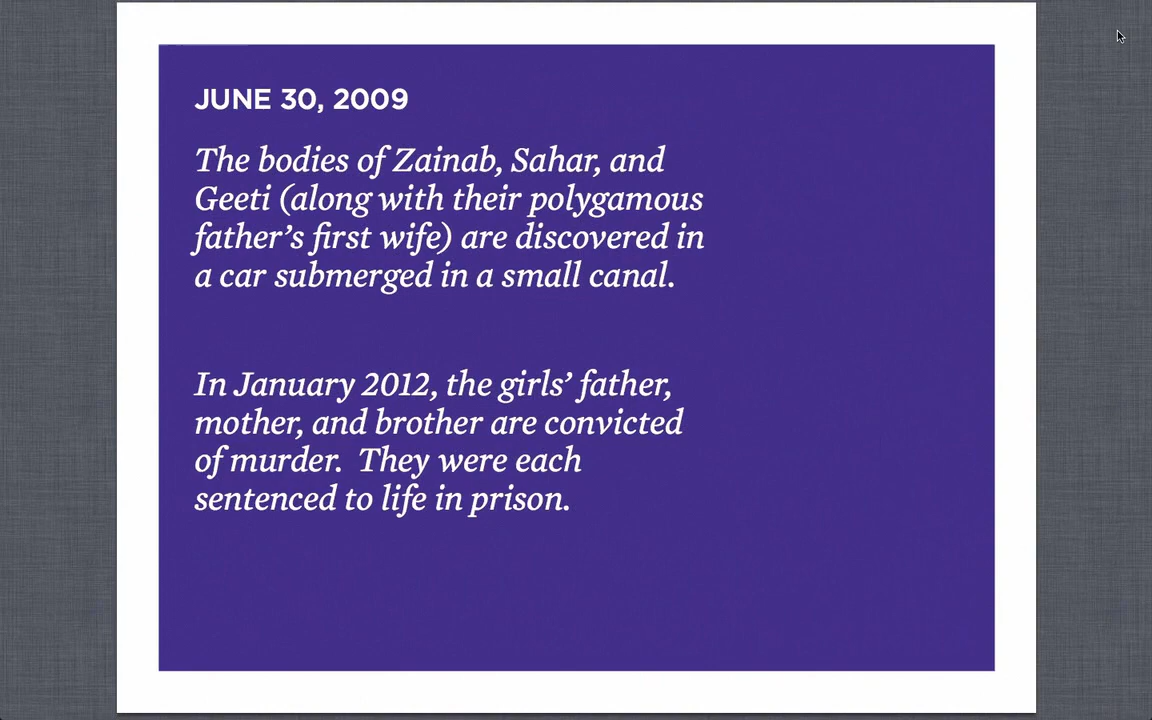 JUNE 30, 2009
The bodies of Zainab, Sahar, and
Geeti (along with their polygamous
father’s first wife) are discovered in
a car submerged in a small canal.
In January 2012, the girls’ father,
mother, and brother are convicted
of murder.  They were each
sentenced to life in prison.